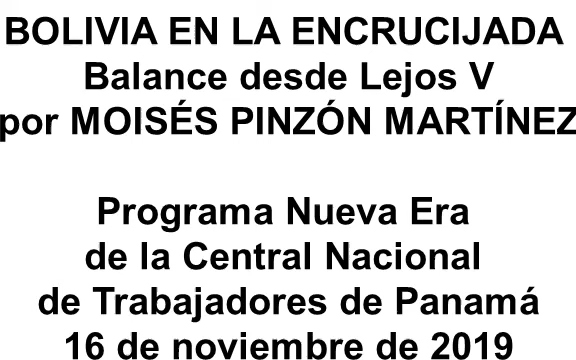 BOLIVIA EN LA ENCRUCIJADA
Balance desde Lejos V
por MOISÉS PINZÓN MARTÍNEZ
Programa Nueva Era
de la Central Nacional
de Trabajadores de Panamá
16 de noviembre de 2019